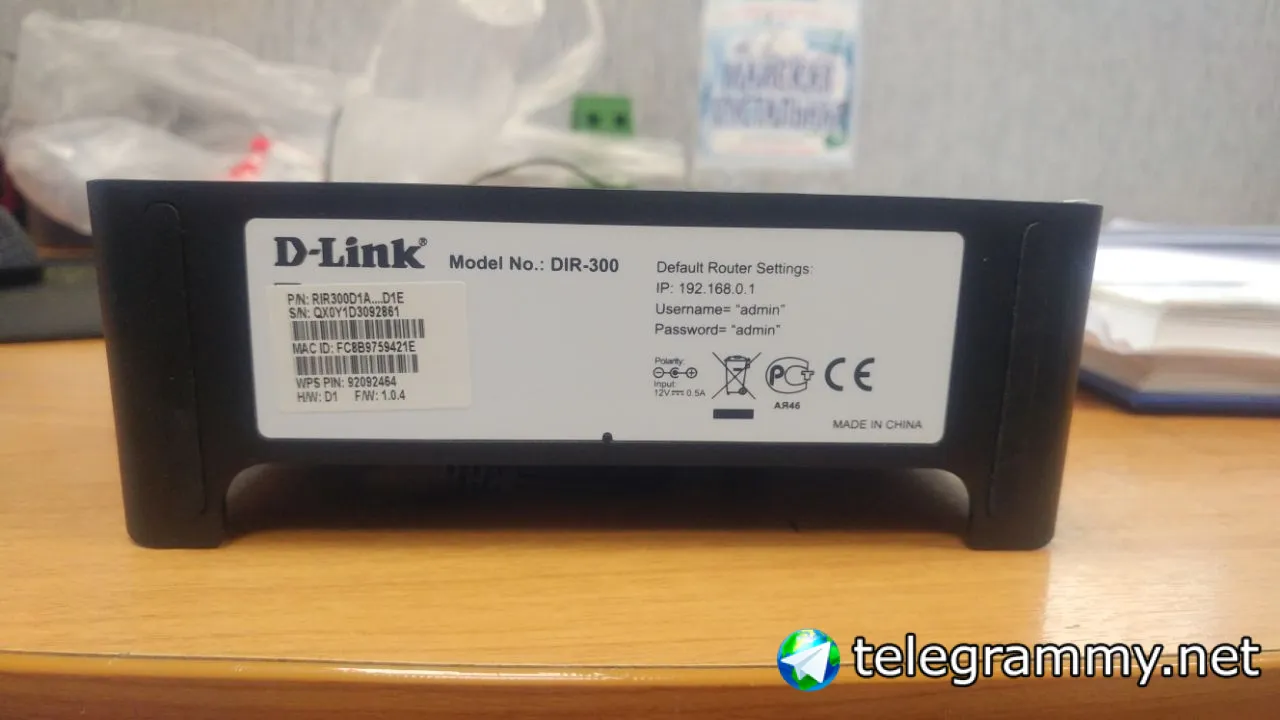 D-Link®
Model No.: DIR-300
P/N: RIR300D1A....D1E
S/N: QX0Y1D3092861
MAC ID: FC8B9759421E
WPS PIN: 92092464
H/W: D1 F/W: 1.0.4
Default Router Settings:
IP: 192.168.0.1
Username= “admin”
Password= “admin”
Polarity:
Input:
12V 0.5A
РСТ
АЯ46
CE
MADE IN CHINA
telegrammy.net